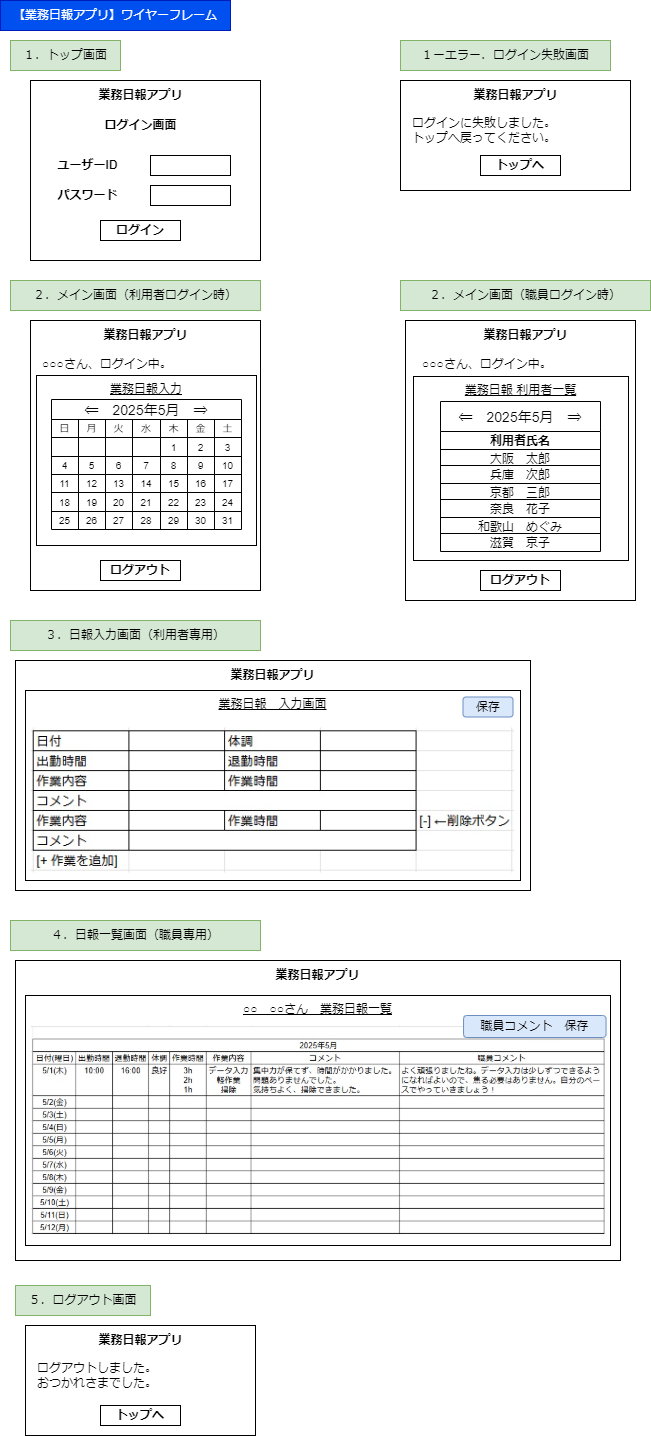 【業務日報アプリ】ワイヤーフレーム
１．トップ画面
業務日報アプリ
ログイン画面
ユーザーID
パスワード
ログイン
１－エラー．ログイン失敗画面
業務日報アプリ
ログインに失敗しました。
トップへ戻ってください。
トップへ
２．メイン画面（利用者ログイン時）
業務日報アプリ
○○○さん、ログイン中。
業務日報入力
⇐ 2025年5月 ⇒
日 月 火 水 木 金 土
1 2 3
4 5 6 7 8 9 10
11 12 13 14 15 16 17
18 19 20 21 22 23 24
25 26 27 28 29 30 31
ログアウト
２．メイン画面（職員ログイン時）
業務日報アプリ
○○○さん、ログイン中。
業務日報 利用者一覧
⇐ 2025年5月 ⇒
利用者氏名
大阪　太郎
兵庫　次郎
京都　三郎
奈良　花子
和歌山　めぐみ
滋賀　京子
ログアウト
３．日報入力画面（利用者専用）
業務日報アプリ
業務日報　入力画面
保存
日付 体調
出勤時間 退勤時間
作業内容 作業時間
コメント
作業内容 作業時間 [-] ←削除ボタン
コメント
[+ 作業を追加]
４．日報一覧画面（職員専用）
業務日報アプリ
○○　○○さん　業務日報一覧
職員コメント　保存
2025年5月
日付(曜日) 出勤時間 退勤時間 体調 作業時間 作業内容 コメント 職員コメント
5/1(木) 10:00 16:00 良好 3h データ入力 集中力が保てず、時間がかかりました。 よく頑張りましたね。データ入力は少しずつできるよう
2h 軽作業 問題ありませんでした。 になればよいので、焦る必要はありません。自分のペー
1h 掃除 気持ちよく、掃除できました。 スでやっていきましょう！
5/2(金)
5/3(土)
5/4(日)
5/5(月)
5/6(火)
5/7(水)
5/8(木)
5/9(金)
5/10(土)
5/11(日)
5/12(月)
５．ログアウト画面
業務日報アプリ
ログアウトしました。
おつかれさまでした。
トップへ